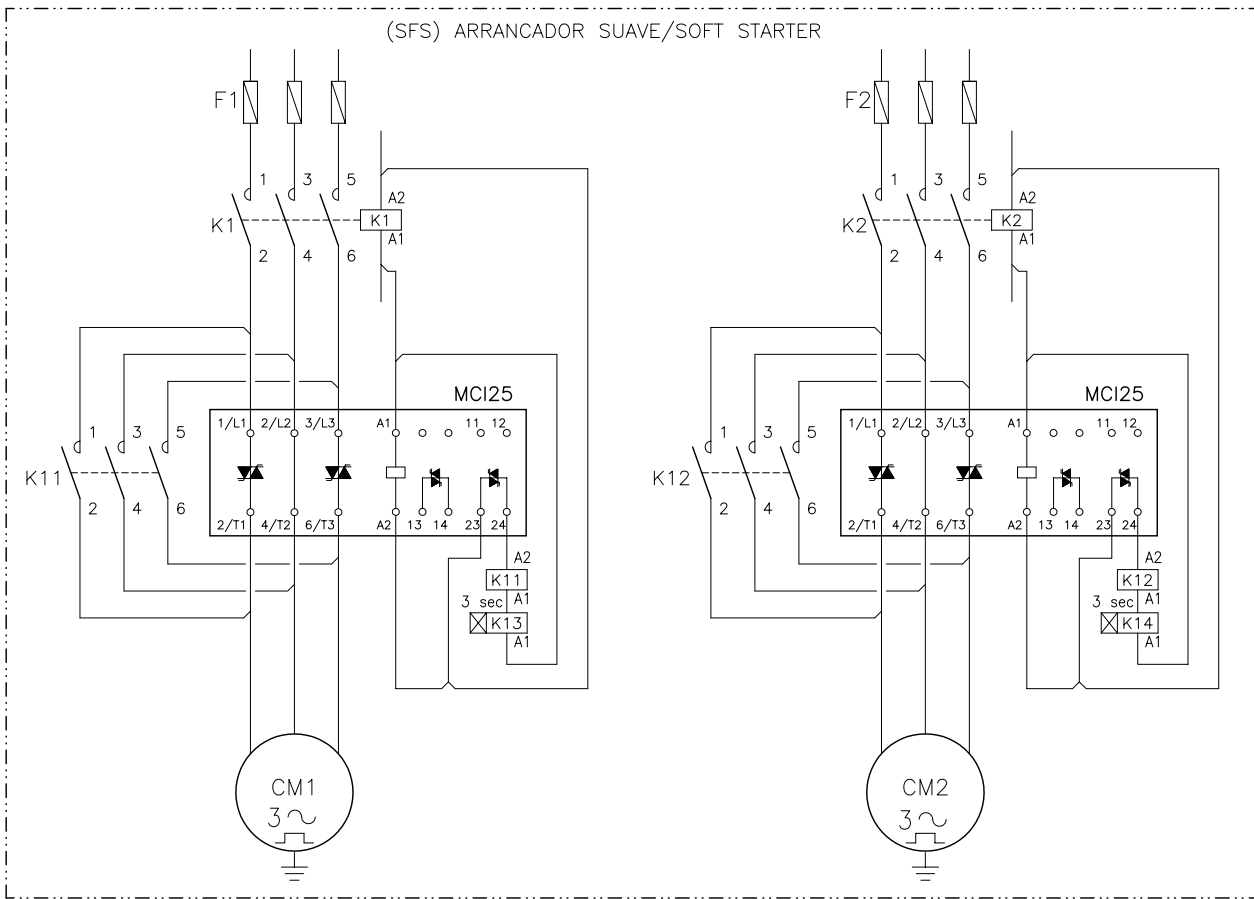 (SFS) ARRANCADOR SUAVE/SOFT STARTER
F1
F2
1 3 5
A2
K1
K1
A1
2 4 6
1 3 5
A2
K2
K2
A1
2 4 6
MCI25
1/L1 2/L2 3/L3 A1 11 12
1 3 5
K11
2 4 6
2/T1 4/T2 6/T3 A2 13 14 23 24
A2
K11
A1
3 sec
K13
A1
MCI25
1/L1 2/L2 3/L3 A1 11 12
1 3 5
K12
2 4 6
2/T1 4/T2 6/T3 A2 13 14 23 24
A2
K12
A1
3 sec
K14
A1
CM1
3
CM2
3